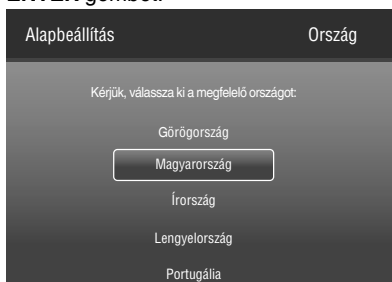 ENTER gombot.
Alapbeállítás Ország
Kérjük, válassza ki a megfelelő országot:
Görögország
Magyarország
Írország
Lengyelország
Portugália